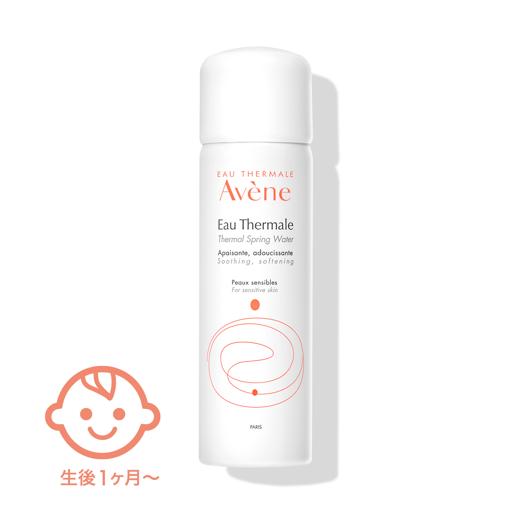 EAU THERMALE
Avène
Eau Thermale
Thermal Spring Water
Apaisante, adoucissante
Soothing, softening
Peaux sensibles
For sensitive skin
PARIS
生後1ヶ月～